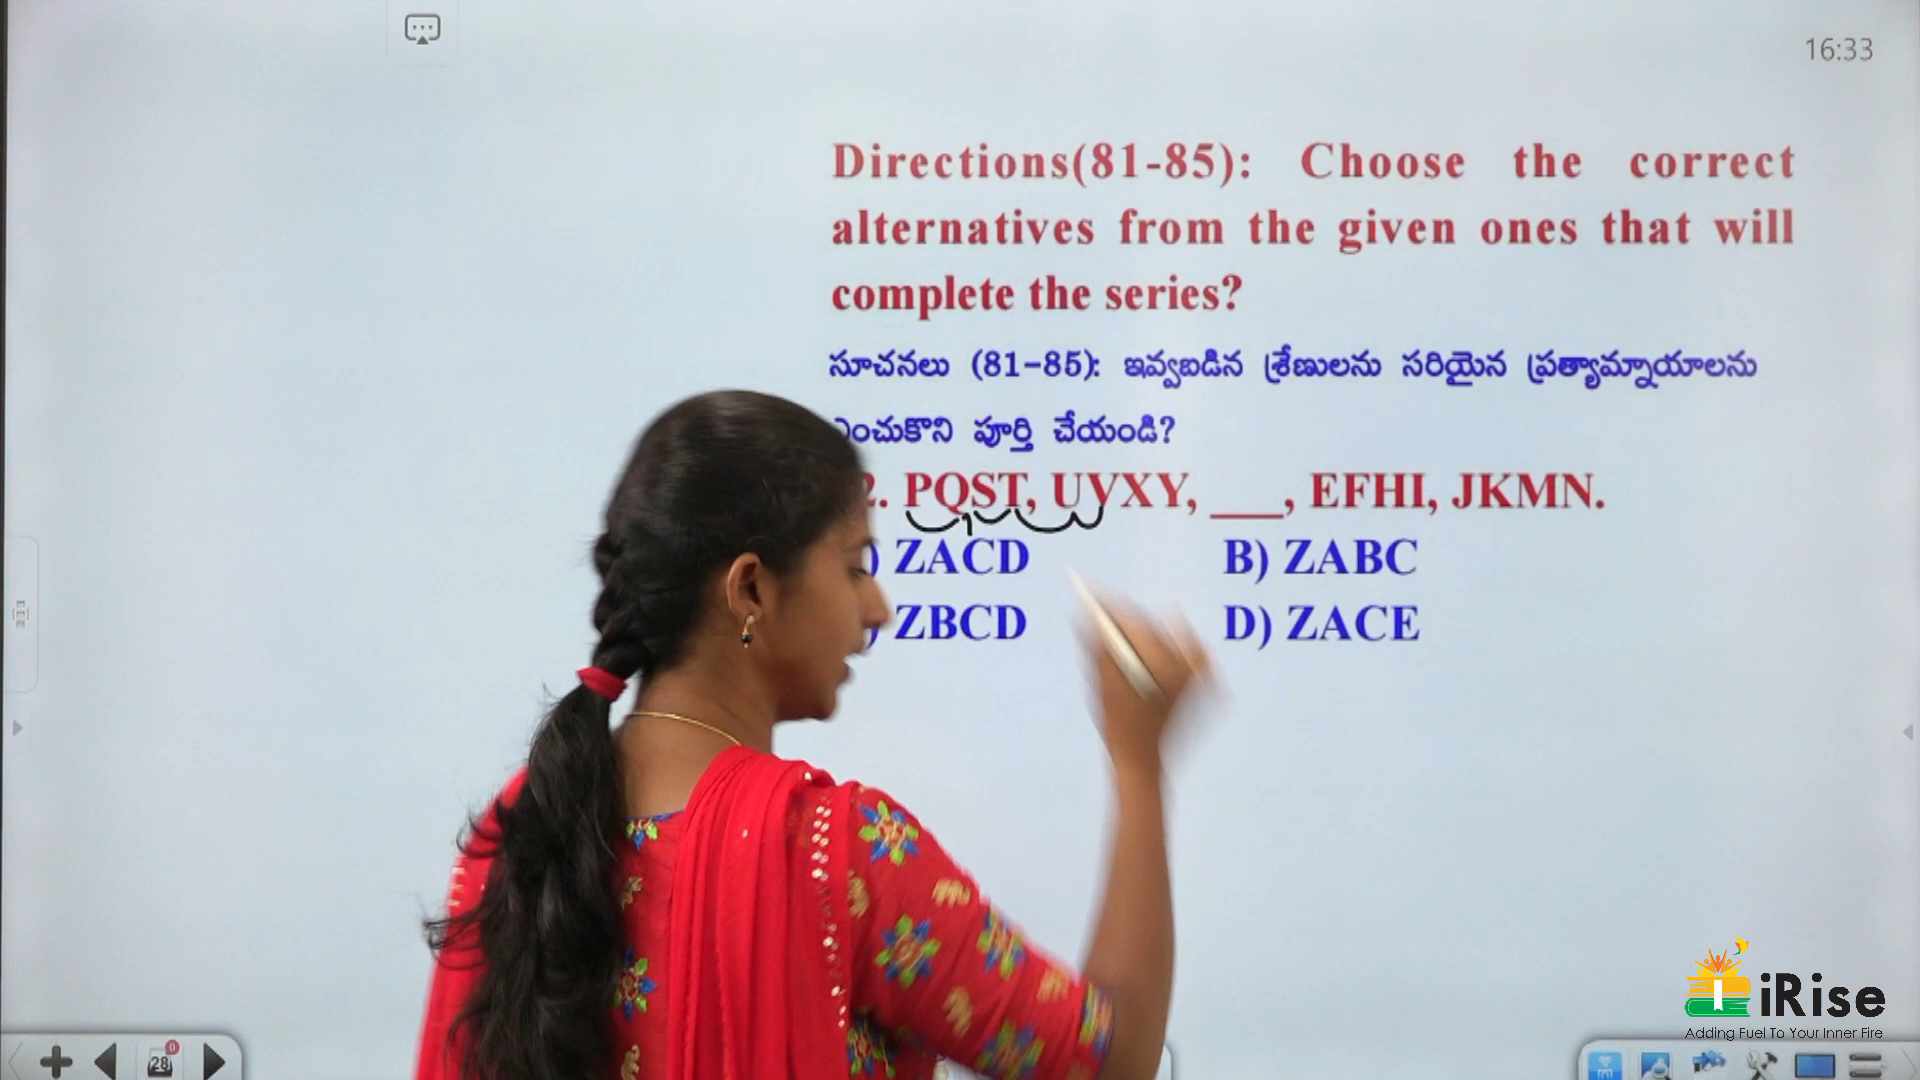 16:33
Directions(81-85): Choose the correct
alternatives from the given ones that will
complete the series?
సూచనలు (81-85): ఇవ్వబడిన శ్రేణులను సరియైన ప్రత్యామ్నాయాలను
ఎంచుకొని పూర్తి చేయండి?
2. PQST, UVXY, ___, EFHI, JKMN.
) ZACD B) ZABC
) ZBCD D) ZACE
iRise
Adding Fuel To Your Inner Fire
28
0